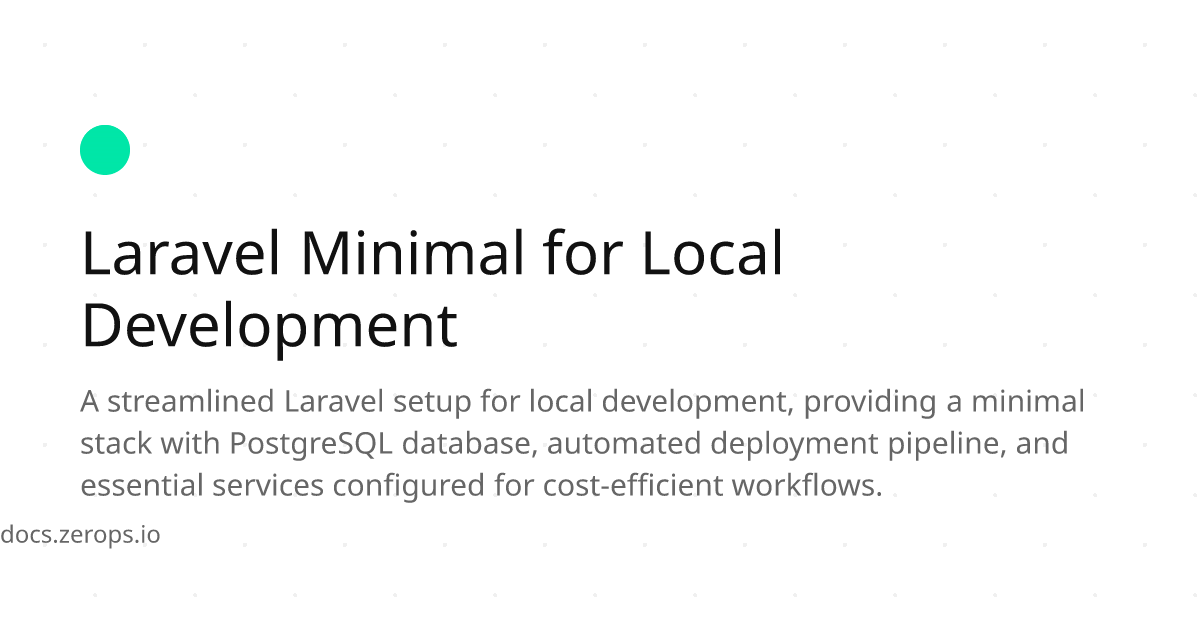 Laravel Minimal for Local
Development
A streamlined Laravel setup for local development, providing a minimal
stack with PostgreSQL database, automated deployment pipeline, and
essential services configured for cost-efficient workflows.
docs.zerops.io